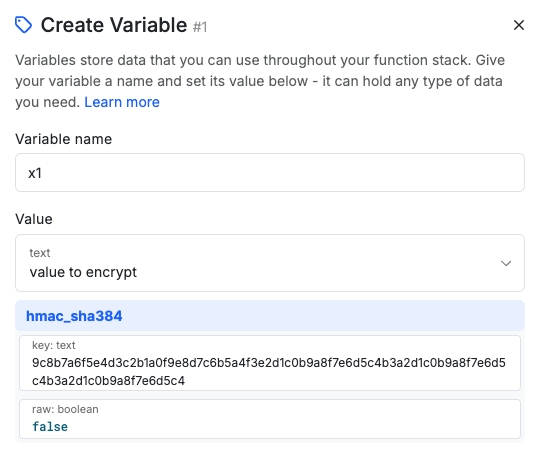 Create Variable #1
Variables store data that you can use throughout your function stack. Give
your variable a name and set its value below - it can hold any type of data
you need. Learn more
Variable name
x1
Value
text
value to encrypt
hmac_sha384
key: text
9c8b7a6f5e4d3c2b1a0f9e8d7c6b5a4f3e2d1c0b9a8f7e6d5c4b3a2d1c0b9a8f7e6d5
c4b3a2d1c0b9a8f7e6d5c4
raw: boolean
false